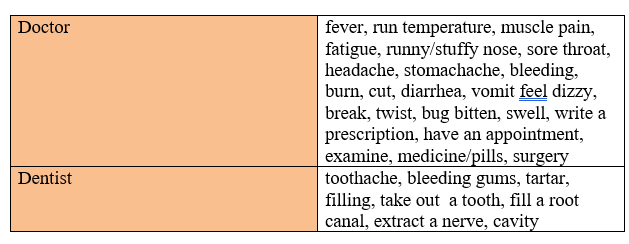 Doctor
fever, run temperature, muscle pain,
fatigue, runny/stuffy nose, sore throat,
headache, stomachache, bleeding,
burn, cut, diarrhea, vomit feel dizzy,
break, twist, bug bitten, swell, write a
prescription, have an appointment,
examine, medicine/pills, surgery
Dentist
toothache, bleeding gums, tartar,
filling, take out  a tooth, fill a root
canal, extract a nerve, cavity